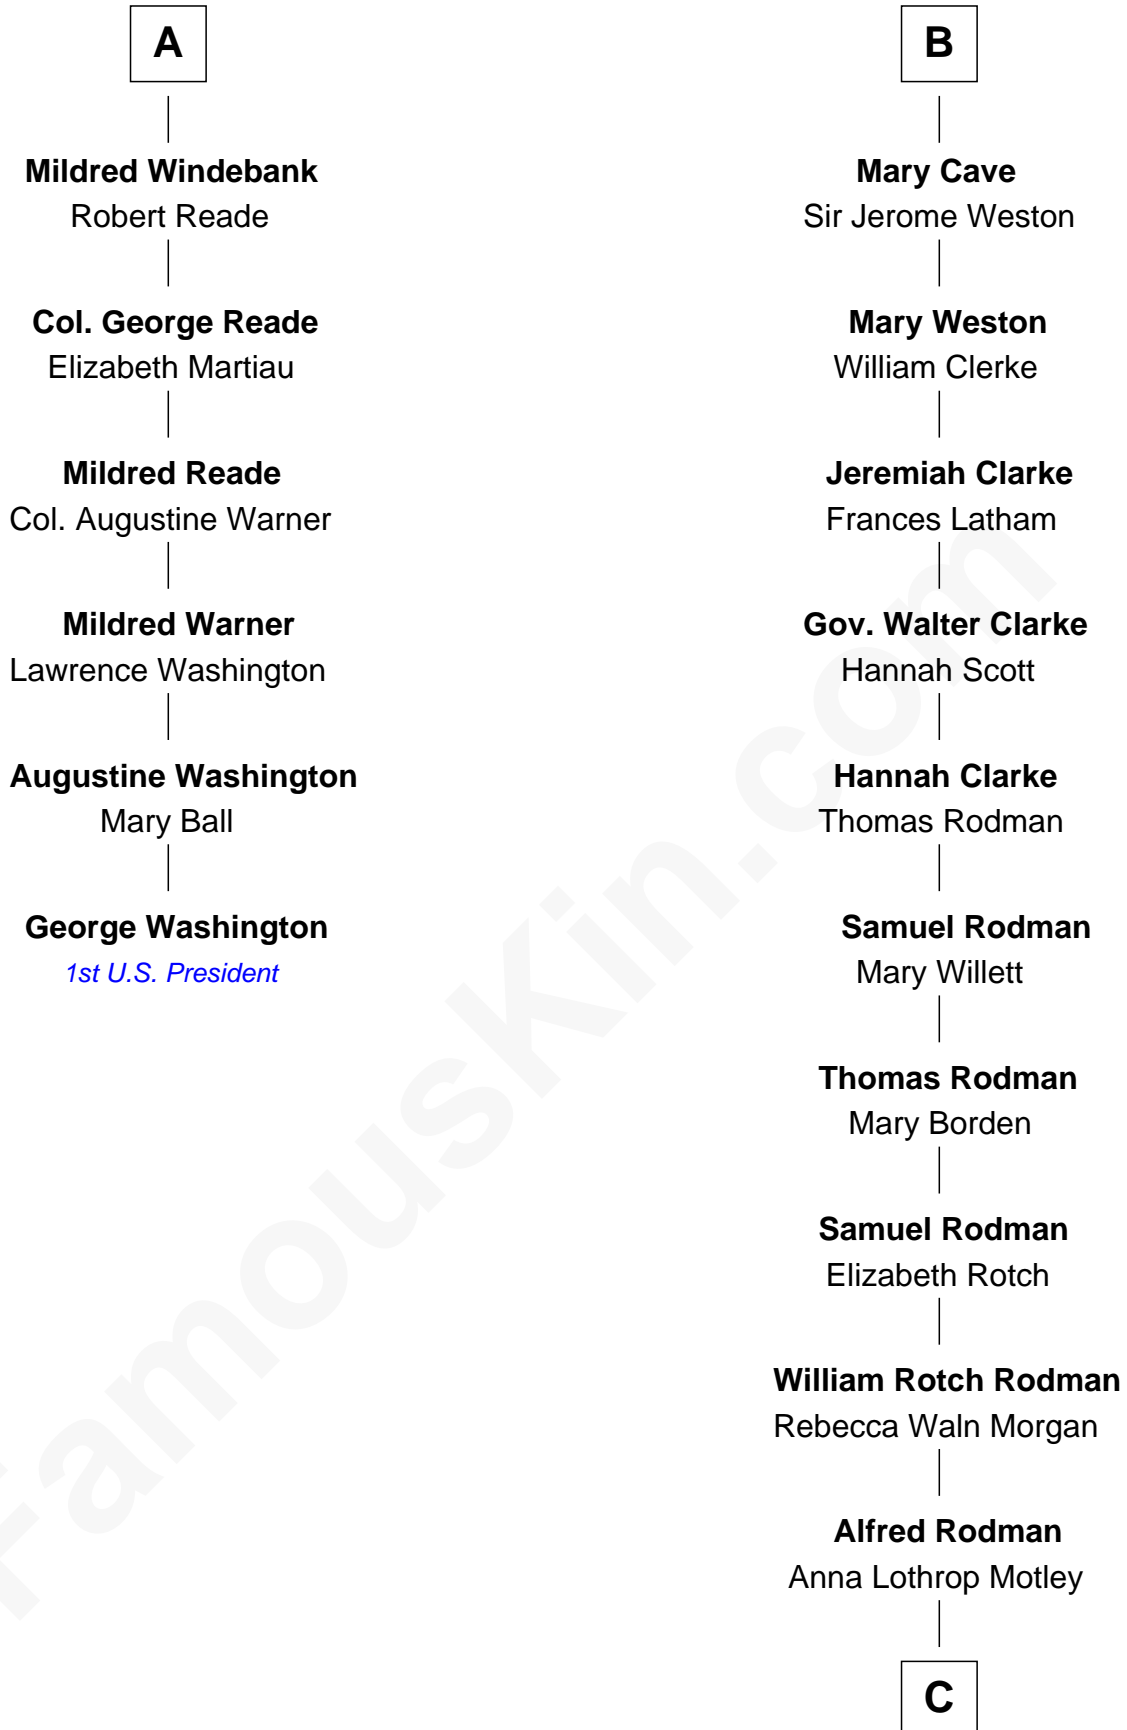 A
Mildred Windebank
Robert Reade
Col. George Reade
Elizabeth Martiau
Mildred Reade
Col. Augustine Warner
Mildred Warner
Lawrence Washington
Augustine Washington
Mary Ball
George Washington
1st U.S. President
B
Mary Cave
Sir Jerome Weston
Mary Weston
William Clerke
Jeremiah Clarke
Frances Latham
Gov. Walter Clarke
Hannah Scott
Hannah Clarke
Thomas Rodman
Samuel Rodman
Mary Willett
Thomas Rodman
Mary Borden
Samuel Rodman
Elizabeth Rotch
William Rotch Rodman
Rebecca Waln Morgan
Alfred Rodman
Anna Lothrop Motley
C
FamousKin.com